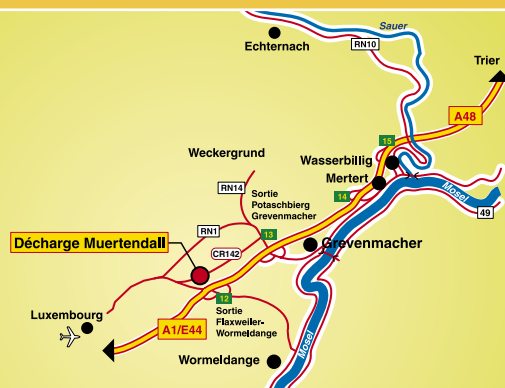 Sauer
Echternach
RN10
Trier
A48
15
Weckergrund
Wasserbillig
Mertert
RN14
Sortie
Potaschbierg
Grevenmacher
14
Mosel
49
RN1
13
Décharge Muertendall
CR142
Grevenmacher
12
Luxembourg
A1/E44
Sortie
Flaxweiler-
Wormeldange
Mosel
Wormeldange